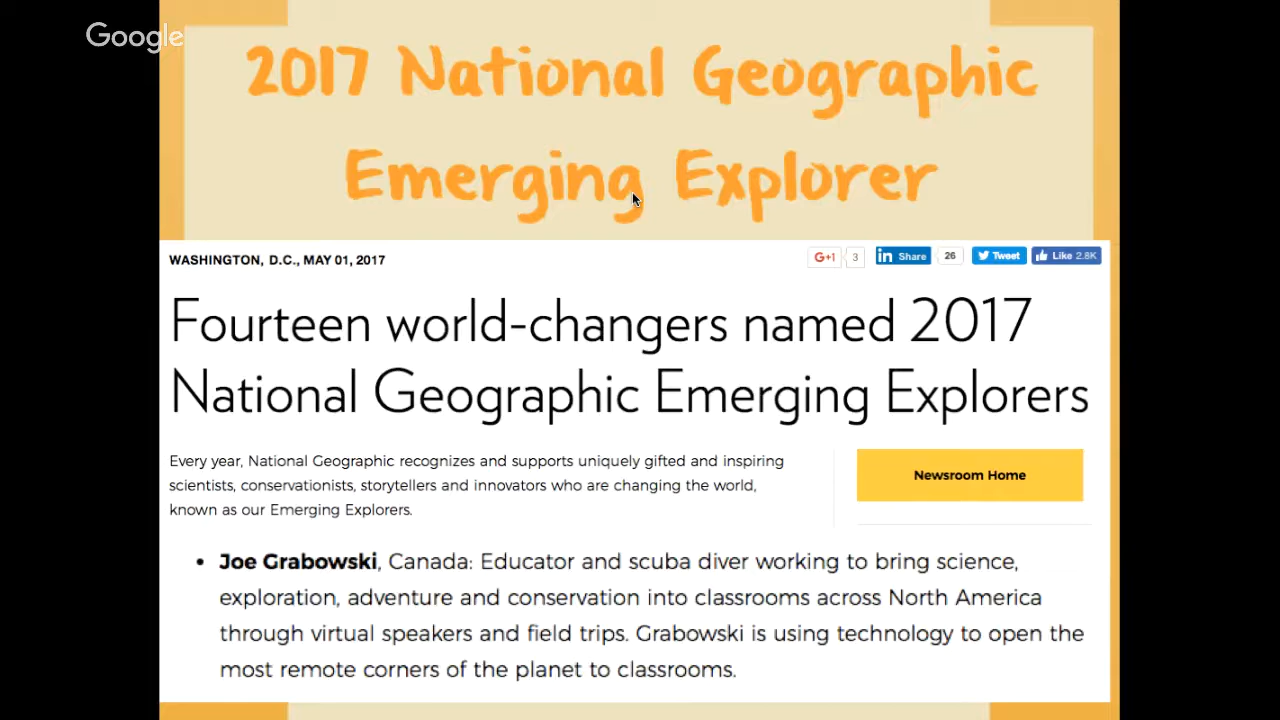 Google
2017 National Geographic
Emerging Explorer
WASHINGTON, D.C., MAY 01, 2017
G+1 3 in Share 26 Tweet Like 2.8K
Fourteen world-changers named 2017
National Geographic Emerging Explorers
Every year, National Geographic recognizes and supports uniquely gifted and inspiring
scientists, conservationists, storytellers and innovators who are changing the world,
known as our Emerging Explorers.
Newsroom Home
• Joe Grabowski, Canada: Educator and scuba diver working to bring science,
exploration, adventure and conservation into classrooms across North America
through virtual speakers and field trips. Grabowski is using technology to open the
most remote corners of the planet to classrooms.